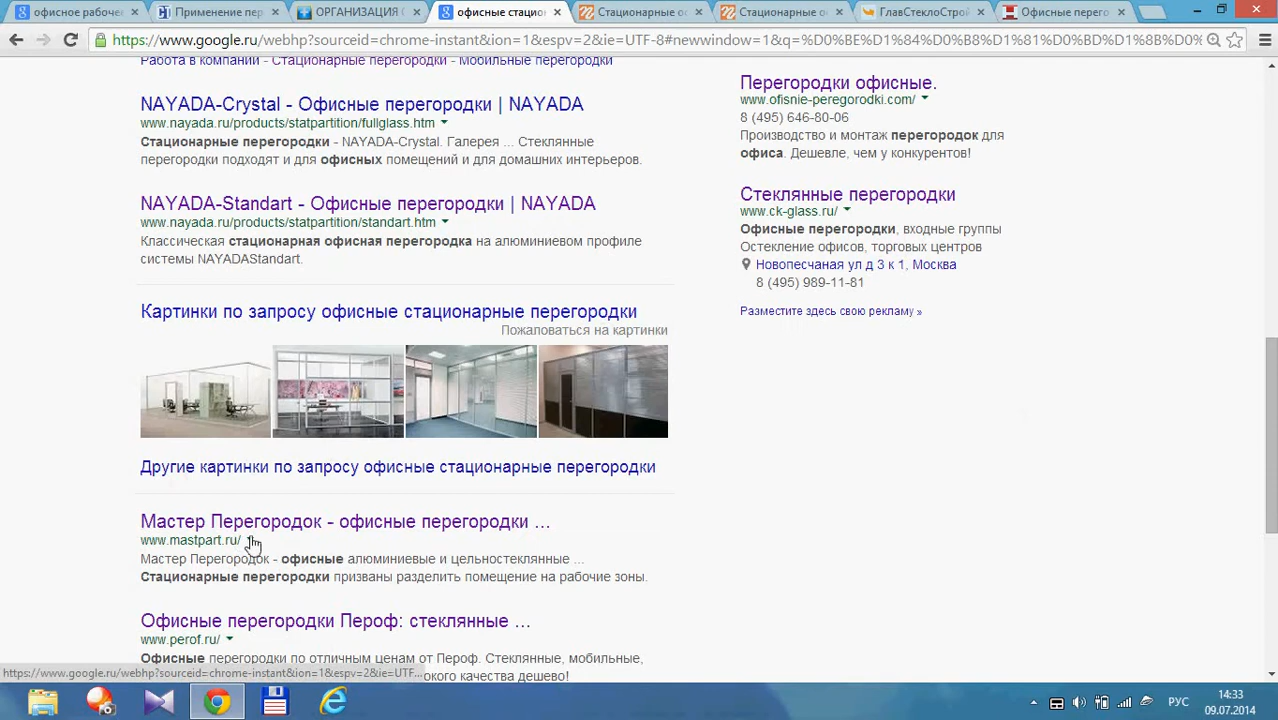 офисное рабоче
Применение пер
ОРГАНИЗАЦИЯ
офисные стацио
Стационарные о
Стационарные о
ГлавСтеклоСтрой
Офисные перего
https://www.google.ru/webhp?sourceid=chrome-instant&ion=1&espv=2&ie=UTF-8#newwindow=1&q=%D0%BE%D1%84%D0%B8%D1%81%D0%BD%D1%8B%D0%
Работа в компании - Стационарные перегородки - Мобильные перегородки
NAYADA-Crystal - Офисные перегородки | NAYADA
www.nayada.ru/products/statpartition/fullglass.htm
Стационарные перегородки - NAYADA-Crystal. Галерея ... Стеклянные
перегородки подходят и для офисных помещений и для домашних интерьеров.
NAYADA-Standart - Офисные перегородки | NAYADA
www.nayada.ru/products/statpartition/standart.htm
Классическая стационарная офисная перегородка на алюминиевом профиле
системы NAYADAStandart.
Картинки по запросу офисные стационарные перегородки
Пожаловаться на картинки
Другие картинки по запросу офисные стационарные перегородки
Мастер Перегородок - офисные перегородки ...
www.mastpart.ru/
Мастер Перегородок - офисные алюминиевые и цельностеклянные ...
Стационарные перегородки призваны разделить помещение на рабочие зоны.
Офисные перегородки Пероф: стеклянные ...
www.perof.ru/
Офисные перегородки по отличным ценам от Пероф. Стеклянные, мобильные,
кого качества дешево!
Перегородки офисные.
www.ofisnie-peregorodki.com/
8 (495) 646-80-06
Производство и монтаж перегородок для
офиса. Дешевле, чем у конкурентов!
Стеклянные перегородки
www.ck-glass.ru/
Офисные перегородки, входные группы
Остекление офисов, торговых центров
Новопесчаная ул д 3 к 1, Москва
8 (495) 989-11-81
Разместите здесь свою рекламу »
https://www.google.ru/webhp?sourceid=chrome-instant&ion=1&espv=2&ie=UTF...
РУС
14:33
09.07.2014